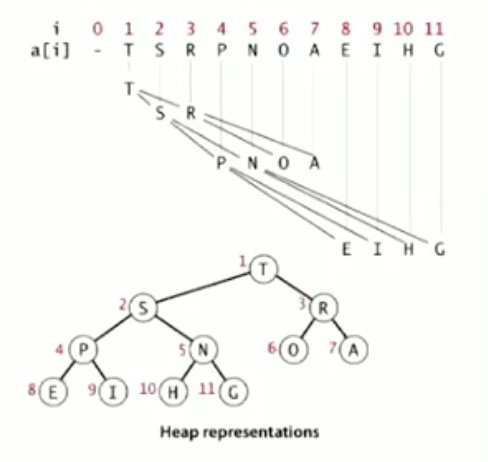 i 0 1 2 3 4 5 6 7 8 9 10 11
a[i] - T S R P N O A E I H G
T
S R
P N O A
E I H G
1 T
2 S 3 R
4 P 5 N 6 O 7 A
8 E 9 I 10 H 11 G
Heap representations